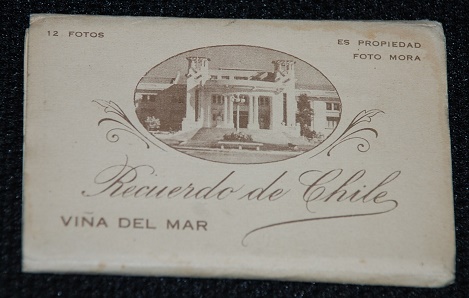 12 FOTOS
ES PROPIEDAD
FOTO MORA
Recuerdo de Chile
VIÑA DEL MAR